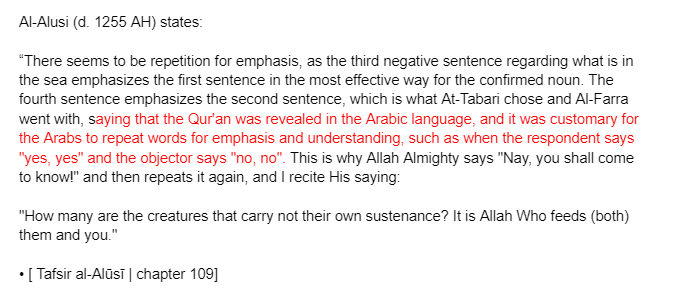 Al-Alusi (d. 1255 AH) states:
“There seems to be repetition for emphasis, as the third negative sentence regarding what is in
the sea emphasizes the first sentence in the most effective way for the confirmed noun. The
fourth sentence emphasizes the second sentence, which is what At-Tabari chose and Al-Farra
went with, saying that the Qur'an was revealed in the Arabic language, and it was customary for
the Arabs to repeat words for emphasis and understanding, such as when the respondent says
"yes, yes" and the objector says "no, no". This is why Allah Almighty says "Nay, you shall come
to know!" and then repeats it again, and I recite His saying:
"How many are the creatures that carry not their own sustenance? It is Allah Who feeds (both)
them and you."
• [ Tafsir al-Alūsī | chapter 109]